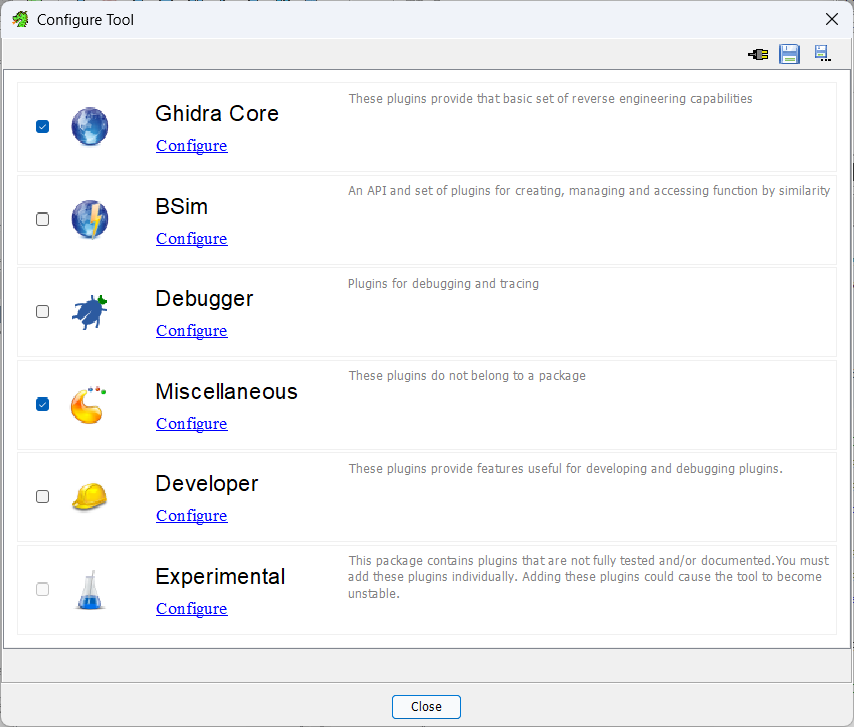 Configure Tool
Ghidra Core
These plugins provide that basic set of reverse engineering capabilities
Configure
BSim
An API and set of plugins for creating, managing and accessing function by similarity
Configure
Debugger
Plugins for debugging and tracing
Configure
Miscellaneous
These plugins do not belong to a package
Configure
Developer
These plugins provide features useful for developing and debugging plugins.
Configure
Experimental
This package contains plugins that are not fully tested and/or documented.You must
add these plugins individually. Adding these plugins could cause the tool to become
unstable.
Configure
Close